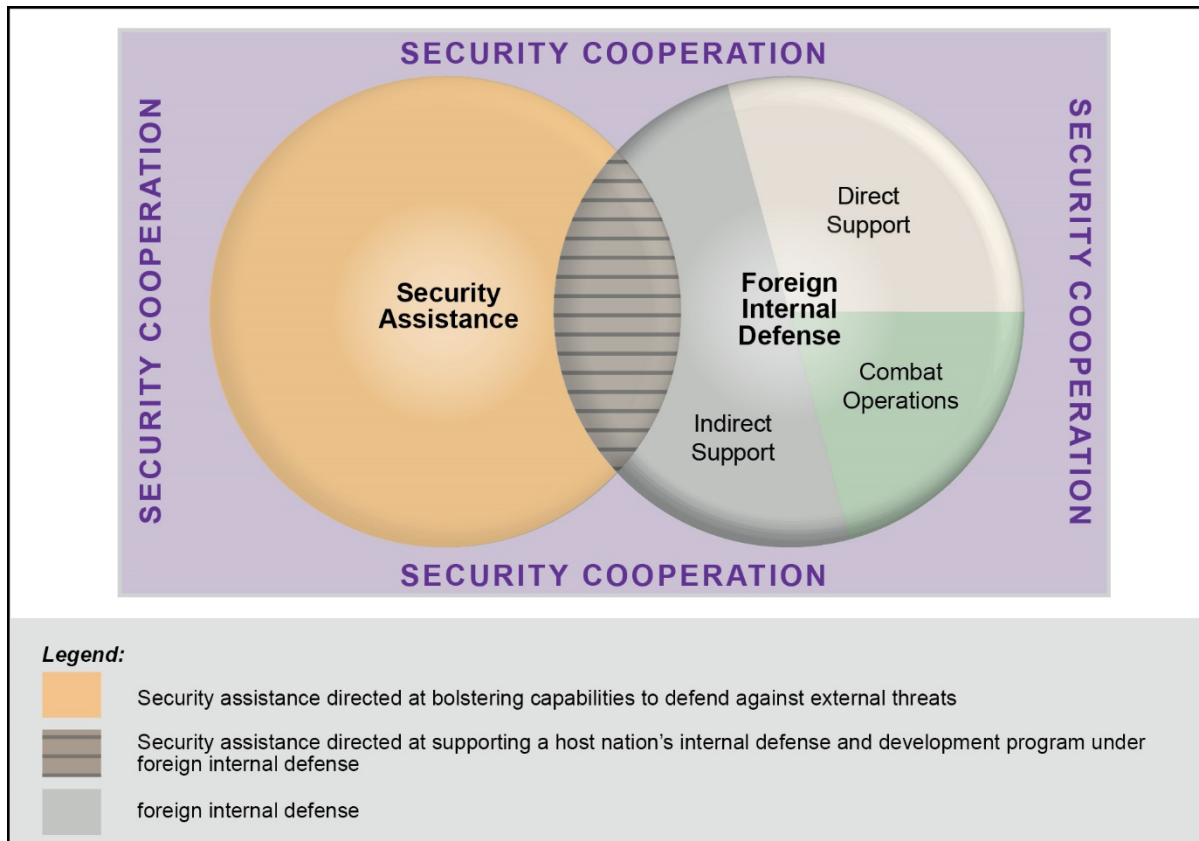 SECURITY COOPERATION
SECURITY COOPERATION
SECURITY COOPERATION
Direct
Support
Security
Assistance
Foreign
Internal
Defense
Combat
Operations
Indirect
Support
SECURITY COOPERATION
Legend:
Security assistance directed at bolstering capabilities to defend against external threats
Security assistance directed at supporting a host nation’s internal defense and development program under
foreign internal defense
foreign internal defense